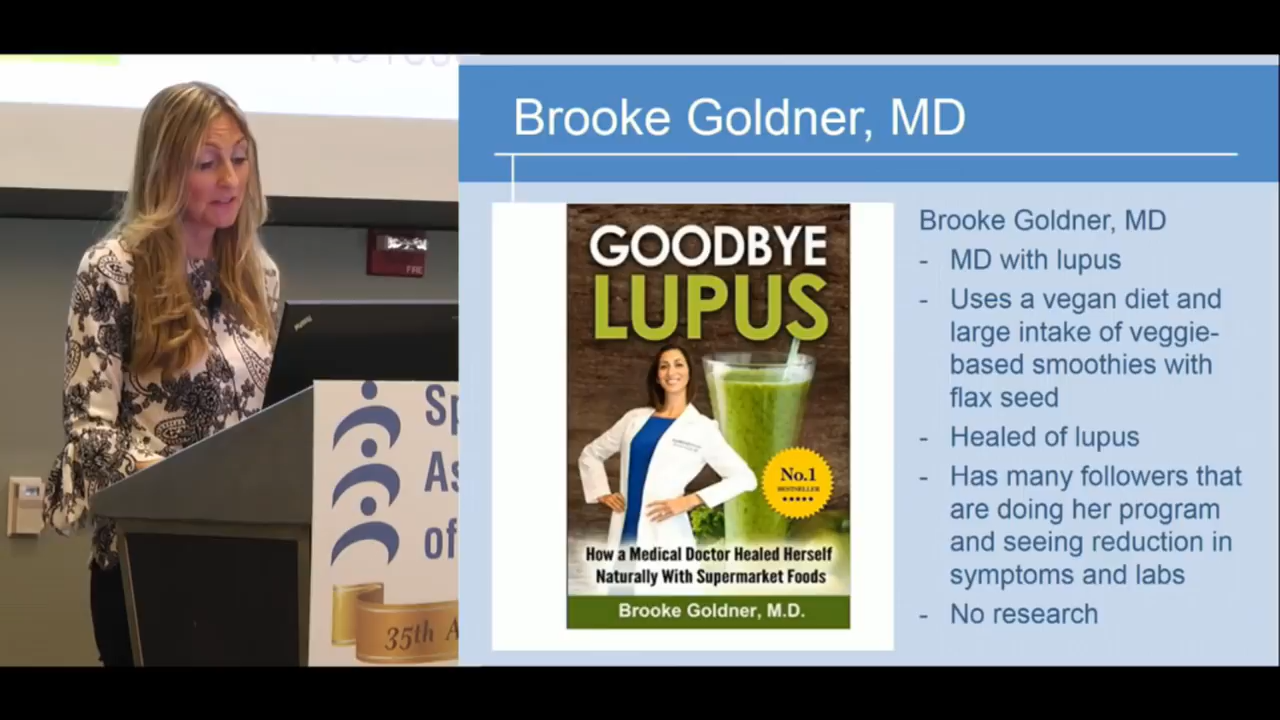 Brooke Goldner, MD
GOODBYE
LUPUS
No.1
BESTSELLER
How a Medical Doctor Healed Herself
Naturally With Supermarket Foods
Brooke Goldner, M.D.
Brooke Goldner, MD
- MD with lupus
- Uses a vegan diet and
large intake of veggie-
based smoothies with
flax seed
- Healed of lupus
- Has many followers that
are doing her program
and seeing reduction in
symptoms and labs
- No research
FIRE
ThinkPad
Sp
As
of
35th A